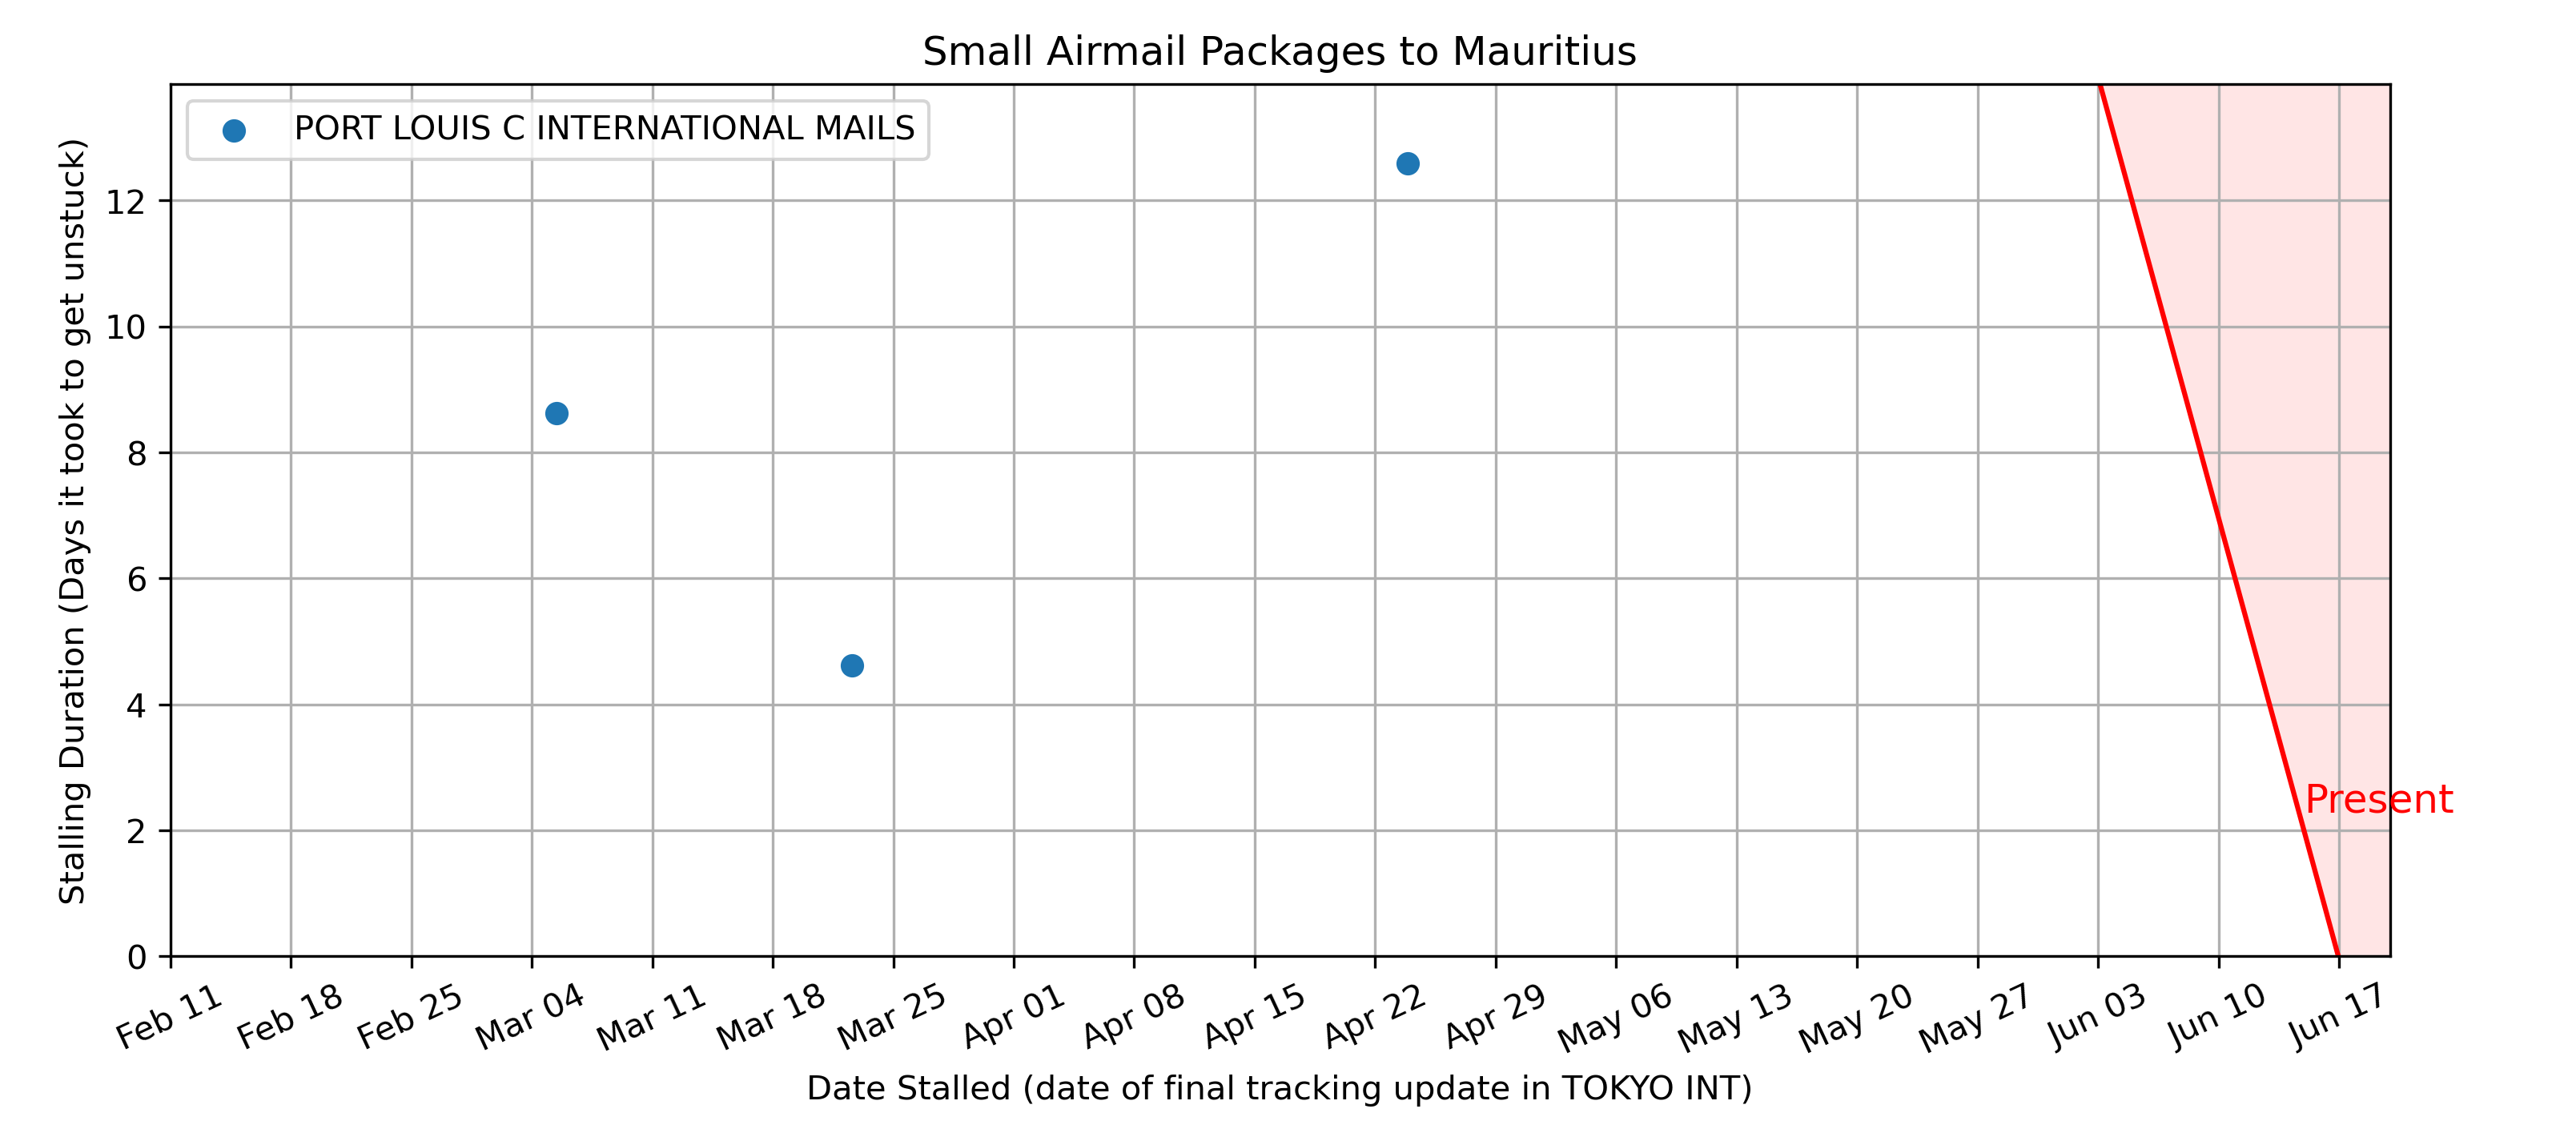 Small Airmail Packages to Mauritius
PORT LOUIS C INTERNATIONAL MAILS
Stalling Duration (Days it took to get unstuck)
12
10
8
6
4
2
0
Present
Feb 11
Feb 18
Feb 25
Mar 04
Mar 11
Mar 18
Mar 25
Apr 01
Apr 08
Apr 15
Apr 22
Apr 29
May 06
May 13
May 20
May 27
Jun 03
Jun 10
Jun 17
Date Stalled (date of final tracking update in TOKYO INT)